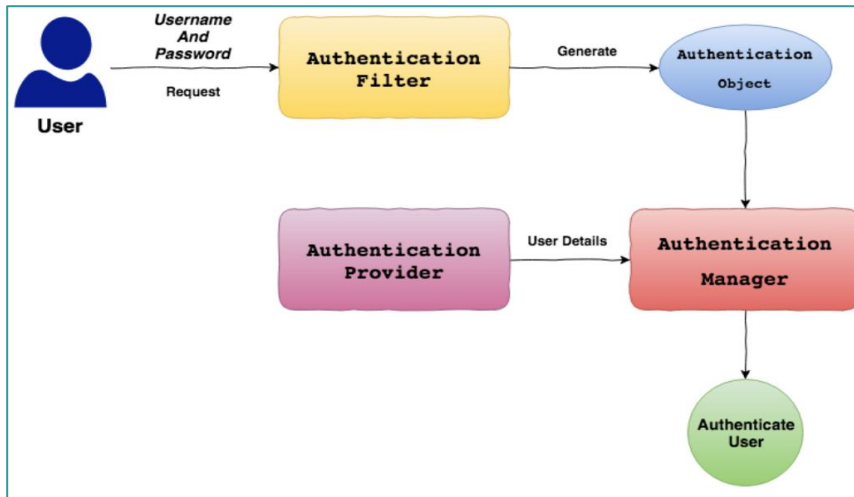 Username
And
Password
Request
User
Authentication
Filter
Generate
Authentication
Object
Authentication
Provider
User Details
Authentication
Manager
Authenticate
User